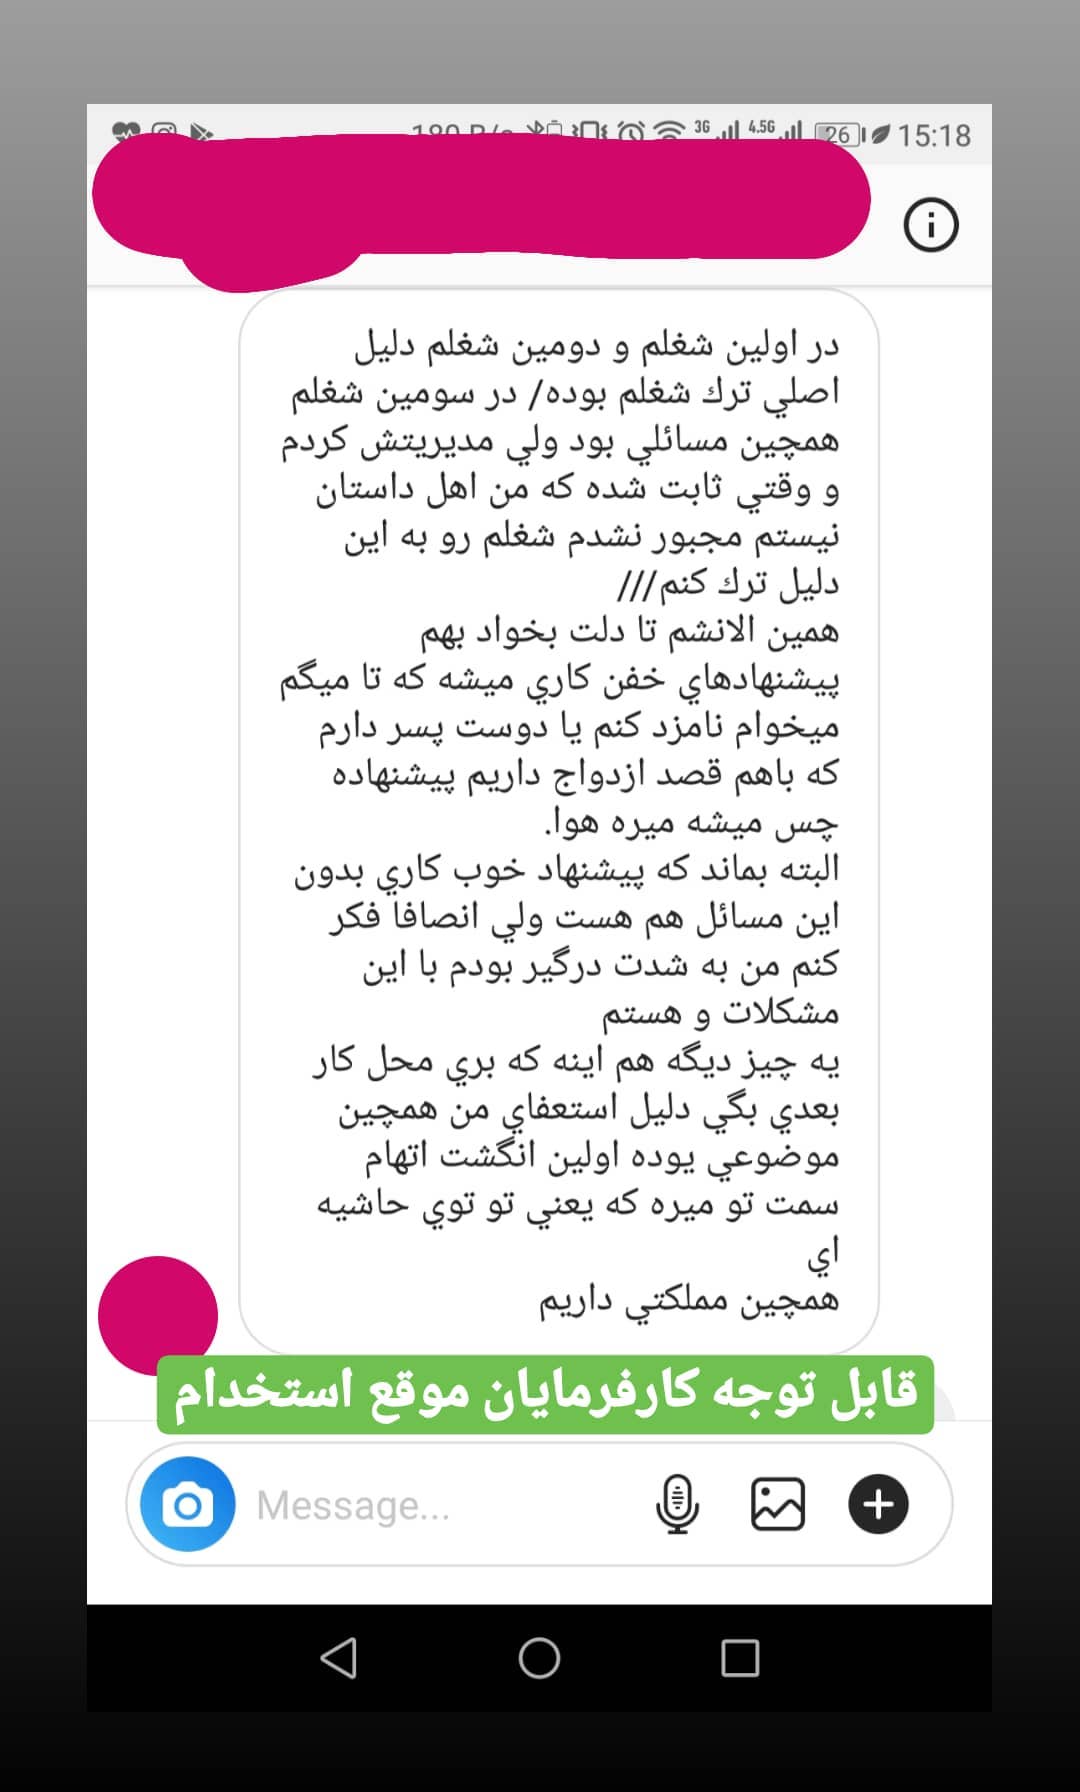 3G 4.5G 26 15:18
در اولين شغلم و دومين شغلم دليل
اصلي ترك شغلم بوده/ در سومين شغلم
همچين مسائلي بود ولي مديريتش كردم
و وقتي ثابت شده كه من اهل داستان
نيستم مجبور نشدم شغلم رو به اين
دليل ترك كنم///
همين الانشم تا دلت بخواد بهم
پيشنهادهاي خفن كاري ميشه كه تا ميگم
ميخوام نامزد كنم يا دوست پسر دارم
كه باهم قصد ازدواج داريم پيشنهاده
چس ميشه ميره هوا.
البته بماند كه پيشنهاد خوب كاري بدون
اين مسائل هم هست ولي انصافا فكر
كنم من به شدت درگير بودم با اين
مشكلات و هستم
يه چيز ديگه هم اينه كه بري محل كار
بعدي بگي دليل استعفاي من همچين
موضوعي يوده اولين انگشت اتهام
سمت تو ميره كه يعني تو توي حاشيه
اي
همچين مملكتي داريم
قابل توجه کارفرمایان موقع استخدام
Message...